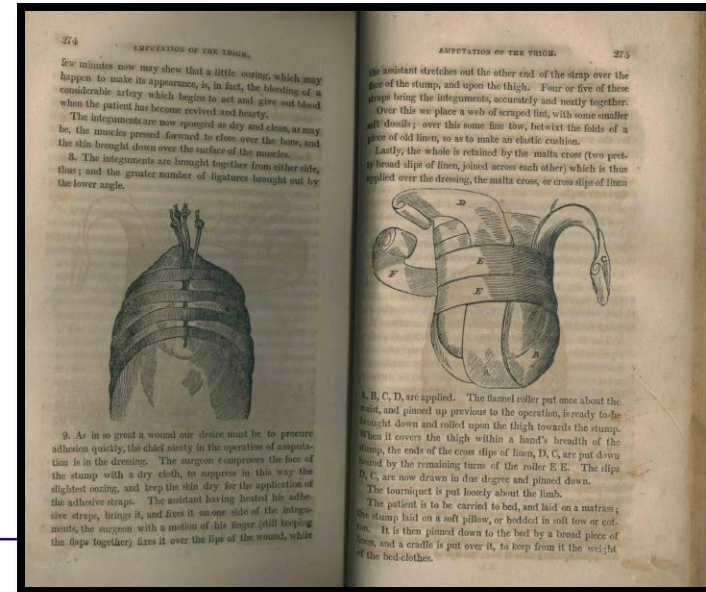 274
AMPUTATION OF THE THIGH.
few minutes now may shew that a little oozing, which may
happen to make its appearance, is, in fact, the bleeding of a
considerable artery which begins to act and give out blood
when the patient has become revived and hearty.
The integuments are now sponged as dry and clean, as may
be, the muscles pressed forward to close over the bone, and
the skin brought down over the surface of the muscles.
8. The integuments are brought together from either side,
thus; and the greater number of ligatures brought out by
the lower angle.
9. As in so great a wound our desire must be to procure
adhesion quickly, the chief nicety in the operation of amputa-
tion is in the dressing. The surgeon compresses the face of
the stump with a dry cloth, to suppress in this way the
slightest oozing, and keep the skin dry for the application of
the adhesive straps. The assistant having heated his adhe-
sive straps, brings it, and fixes it on one side of the integu-
ments, the surgeon with a motion of his finger (still keeping
the flaps together) fixes it over the lips of the wound, while
AMPUTATION OF THE THIGH.
275
the assistant stretches out the other end of the strap over the
face of the stump, and upon the thigh. Four or five of these
straps bring the integuments, accurately and neatly together.
Over this we place a web of scraped lint, with some smaller
soft dossils; over this some fine tow, betwixt the folds of a
piece of old linen, so as to make an elastic cushion.
Lastly, the whole is retained by the malta cross (two pret-
ty broad slips of linen, joined across each other) which is thus
applied over the dressing, the malta cross, or cross slips of linen
D
F
E
E
C
A
B
A, B, C, D, are applied. The flannel roller put once about the
waist, and pinned up previous to the operation, is ready to be
brought down and rolled upon the thigh towards the stump.
When it covers the thigh within a hand's breadth of the
stump, the ends of the cross slip of linen, D, C, are put down
bound by the remaining turns of the roller E E. The slips
D, C, are now drawn in due degree and pinned down.
The tourniquet is put loosely about the limb.
The patient is to be carried to bed, and laid on a matrass;
the stump laid on a soft pillow, or bedded in soft tow or cot-
ton. It is then pinned down to the bed by a broad piece of
linen, and a cradle is put over it, to keep from it the weight
of the bed-clothes.